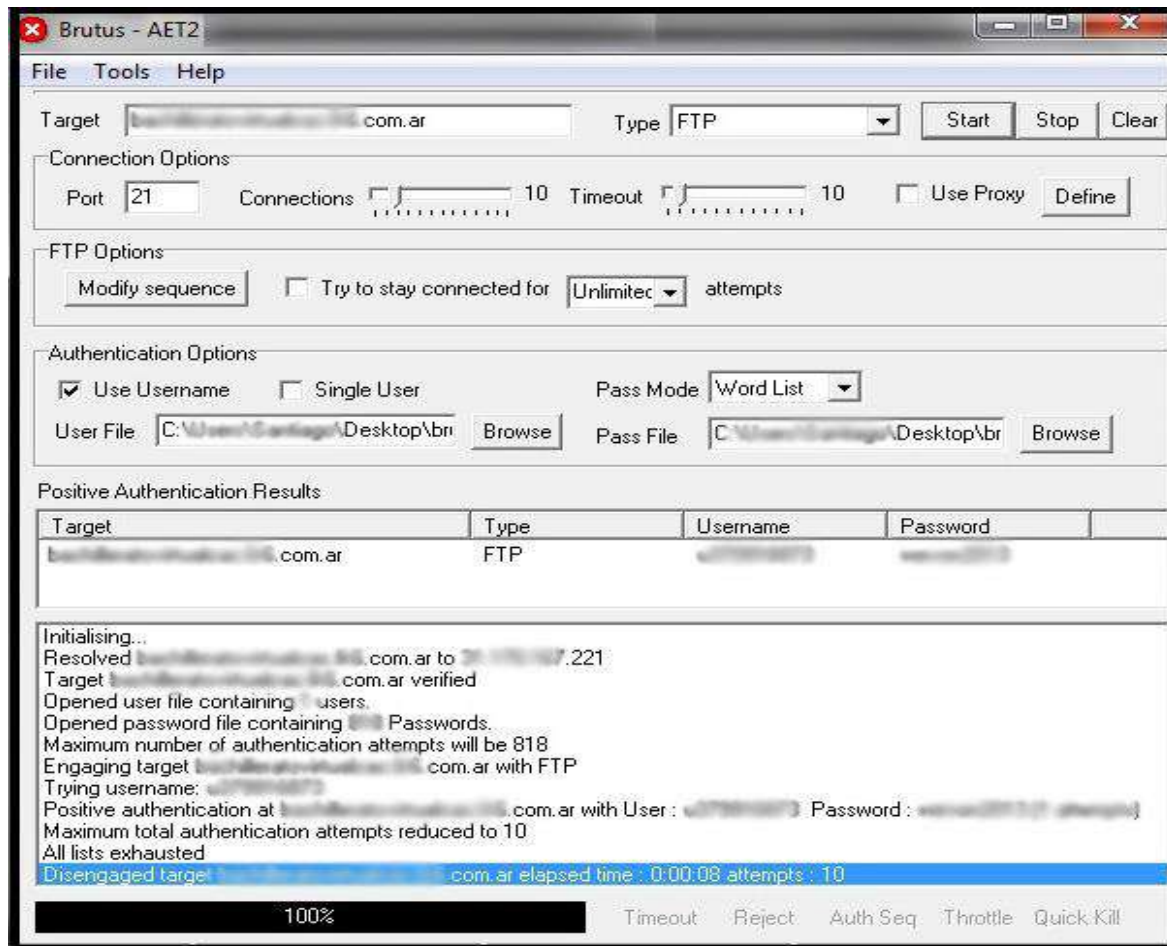 Brutus - AET2
File Tools Help
Target .com.ar Type FTP Start Stop Clear
Connection Options
Port 21 Connections 10 Timeout 10 Use Proxy Define
FTP Options
Modify sequence Try to stay connected for Unlimitec attempts
Authentication Options
Use Username Single User Pass Mode Word List
User File C:\ \Desktop\bri Browse Pass File C \Desktop\br Browse
Positive Authentication Results
Target Type Username Password
.com.ar FTP
Initialising...
Resolved .com.ar to .221
Target .com.ar verified
Opened user file containing users.
Opened password file containing Passwords.
Maximum number of authentication attempts will be 818
Engaging target .com.ar with FTP
Trying username:
Positive authentication at .com.ar with User : Password :
Maximum total authentication attempts reduced to 10
All lists exhausted
Disengaged target .com.ar elapsed time : 0:00:08 attempts : 10
100% Timeout Reject Auth Seq Throttle Quick Kill